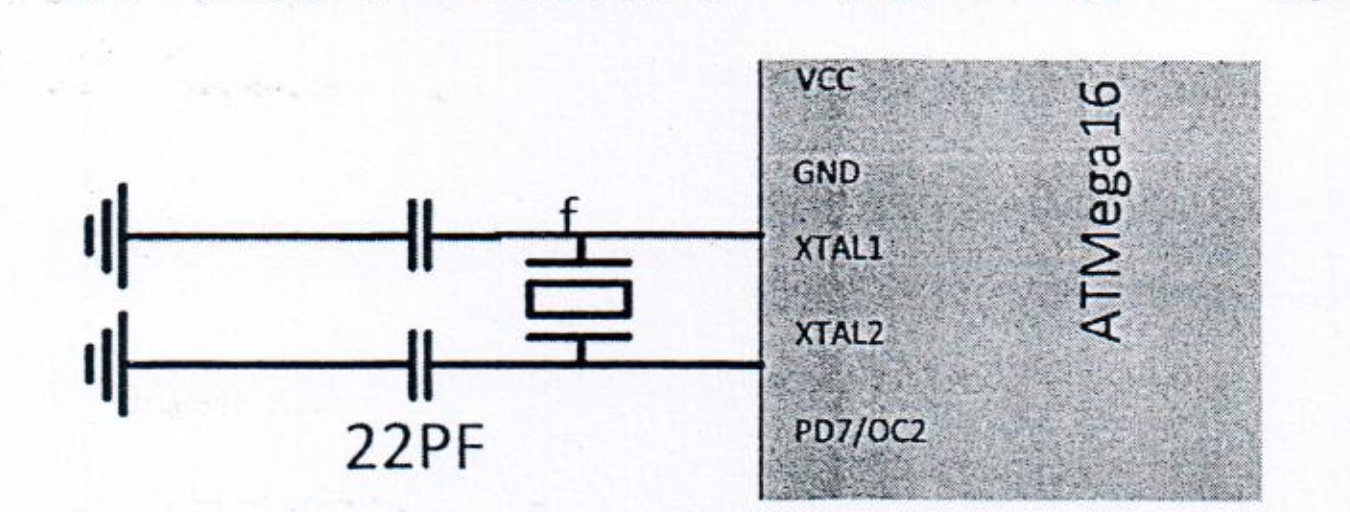 VCC
GND
f
XTAL1
XTAL2
PD7/OC2
ATMega16
22PF